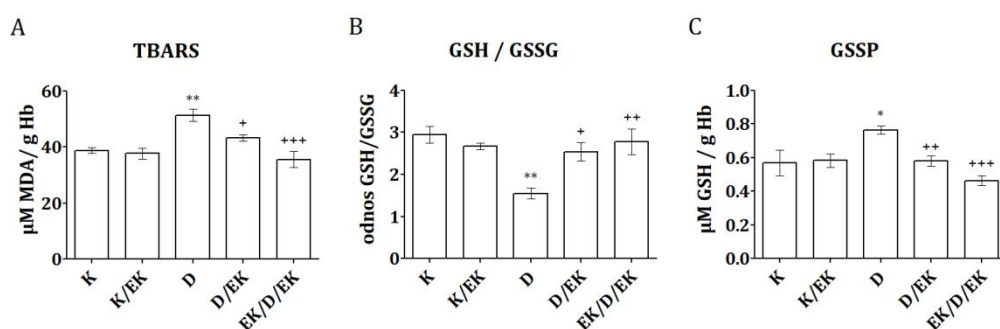 A
TBARS
µM MDA/ g Hb
60
40
20
0
**
+
+++
K
K/EK
D
D/EK
EK/D/EK
B
GSH / GSSG
odnos GSH/GSSG
4
3
2
1
0
**
+
++
K
K/EK
D
D/EK
EK/D/EK
C
GSSP
µM GSH / g Hb
1.0
0.8
0.6
0.4
0.2
0.0
*
++
+++
K
K/EK
D
D/EK
EK/D/EK